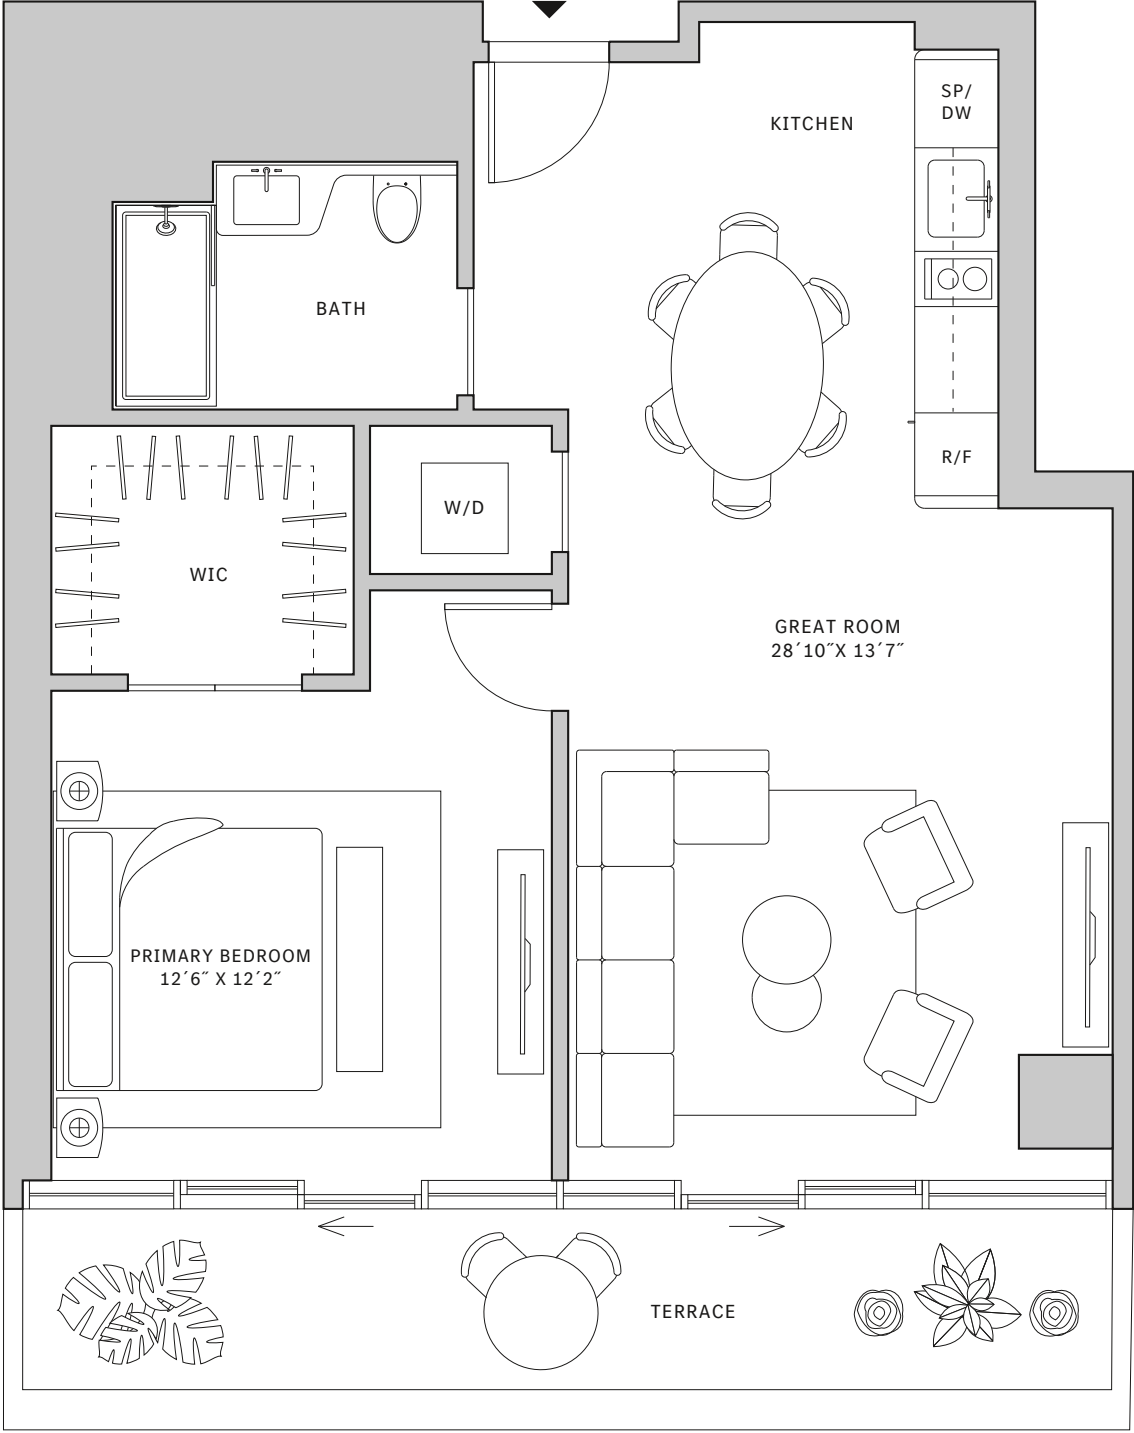 SP/
DW
KITCHEN
BATH
R/F
W/D
WIC
GREAT ROOM
28´10˝X 13´7˝
PRIMARY BEDROOM
12´6˝ X 12´2˝
TERRACE